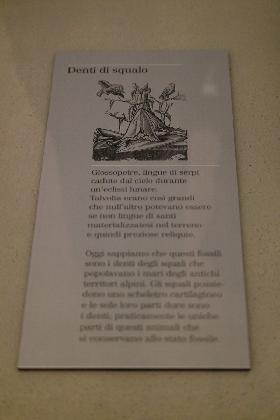 Denti di squalo
Glossopetre, lingue di serpi
cadute dal cielo durante
un'eclissi lunare.
Talvolta erano così grandi
che null'altro potevano essere
se non lingue di santi
materializzatesi nel terreno
e quindi preziose reliquie.
Oggi sappiamo che questi fossili
sono i denti degli squali che
popolavano i mari degli antichi
territori alpini. Gli squali possie-
dono uno scheletro cartilagineo
e le sole loro parti dure sono
i denti, praticamente le uniche
parti di questi animali che
si conservano allo stato fossile.